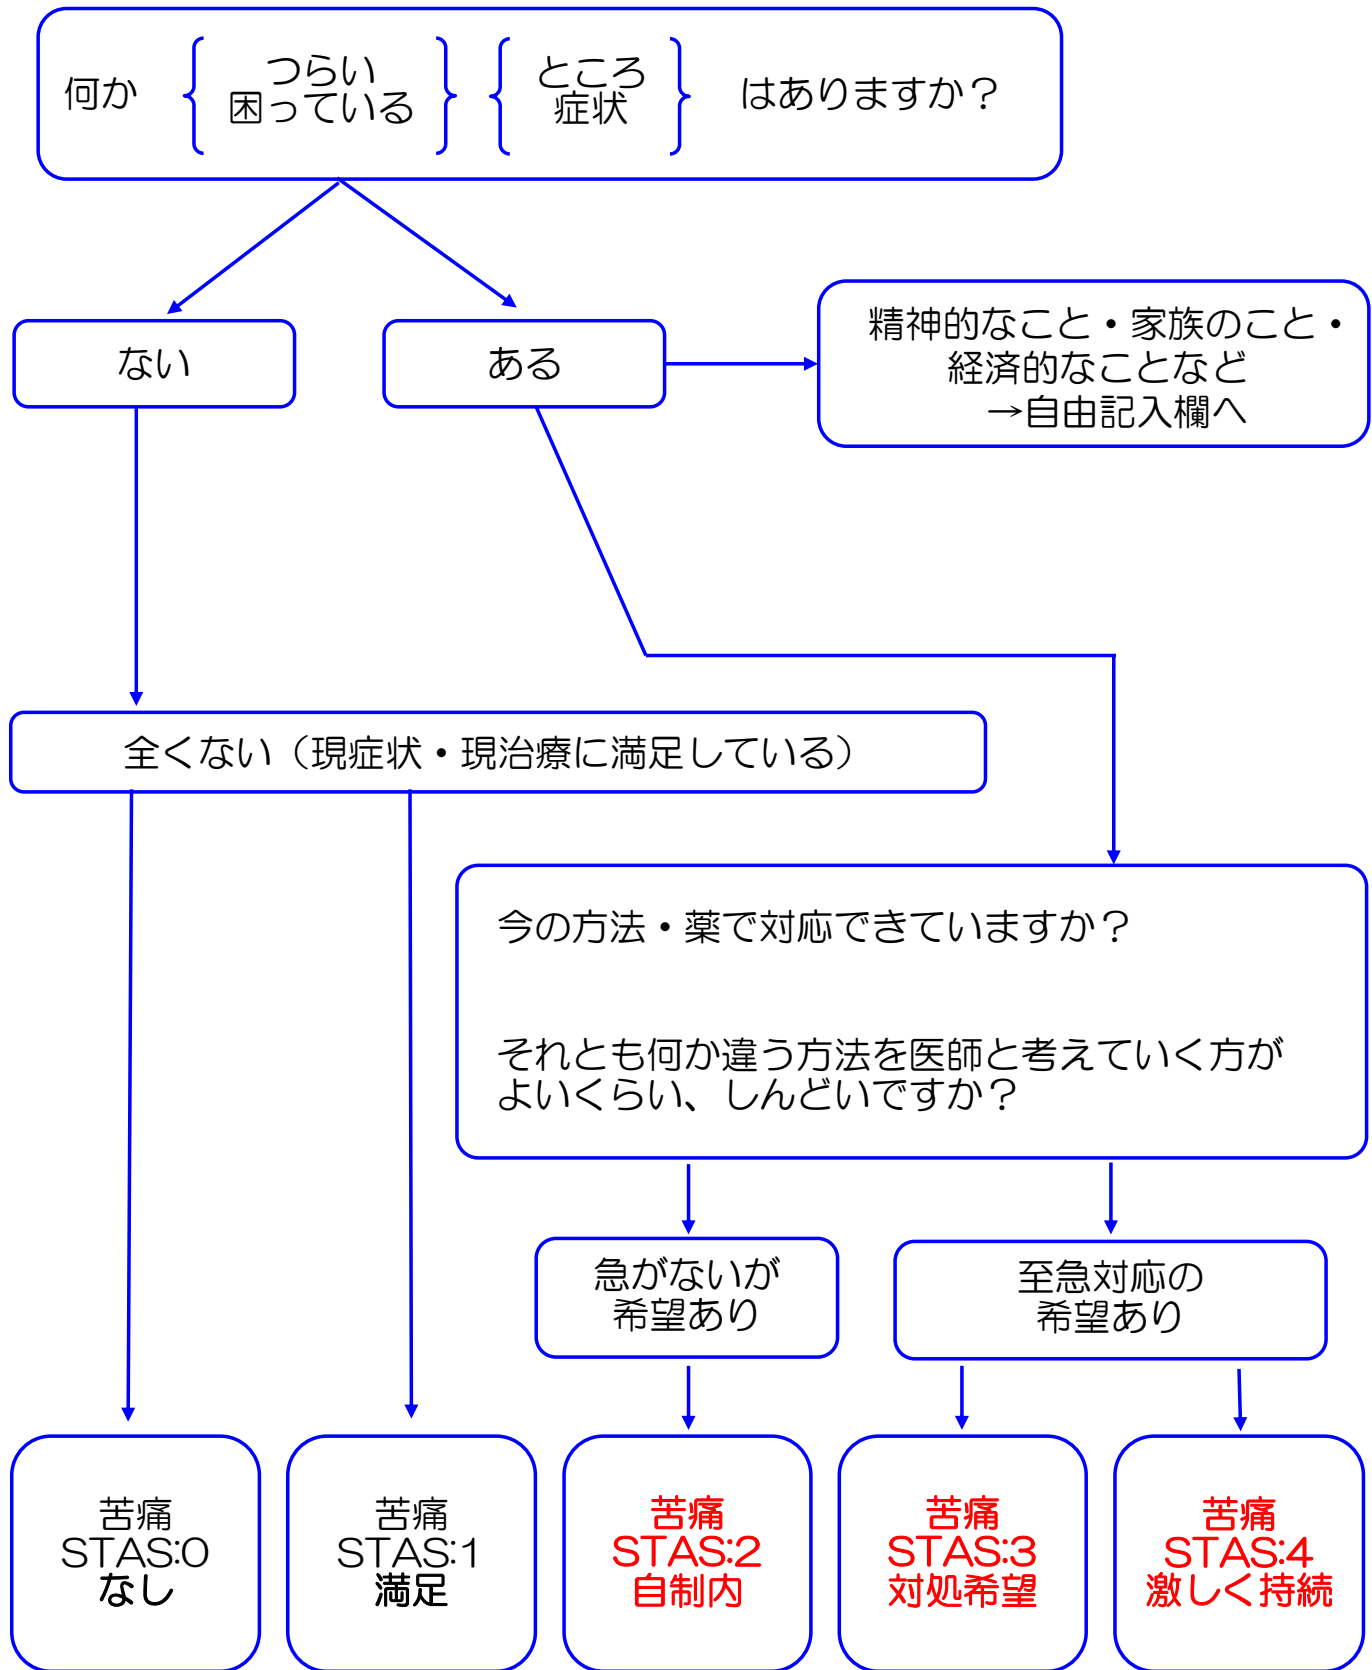 何か
つらい
困っている
ところ
症状
はありますか？
ない
ある
精神的なこと・家族のこと・
経済的なことなど
→自由記入欄へ
全くない（現症状・現治療に満足している）
今の方法・薬で対応できていますか？
それとも何か違う方法を医師と考えていく方が
よいくらい、しんどいですか？
急がないが
希望あり
至急対応の
希望あり
苦痛
STAS:0
なし
苦痛
STAS:1
満足
苦痛
STAS:2
自制内
苦痛
STAS:3
対処希望
苦痛
STAS:4
激しく持続